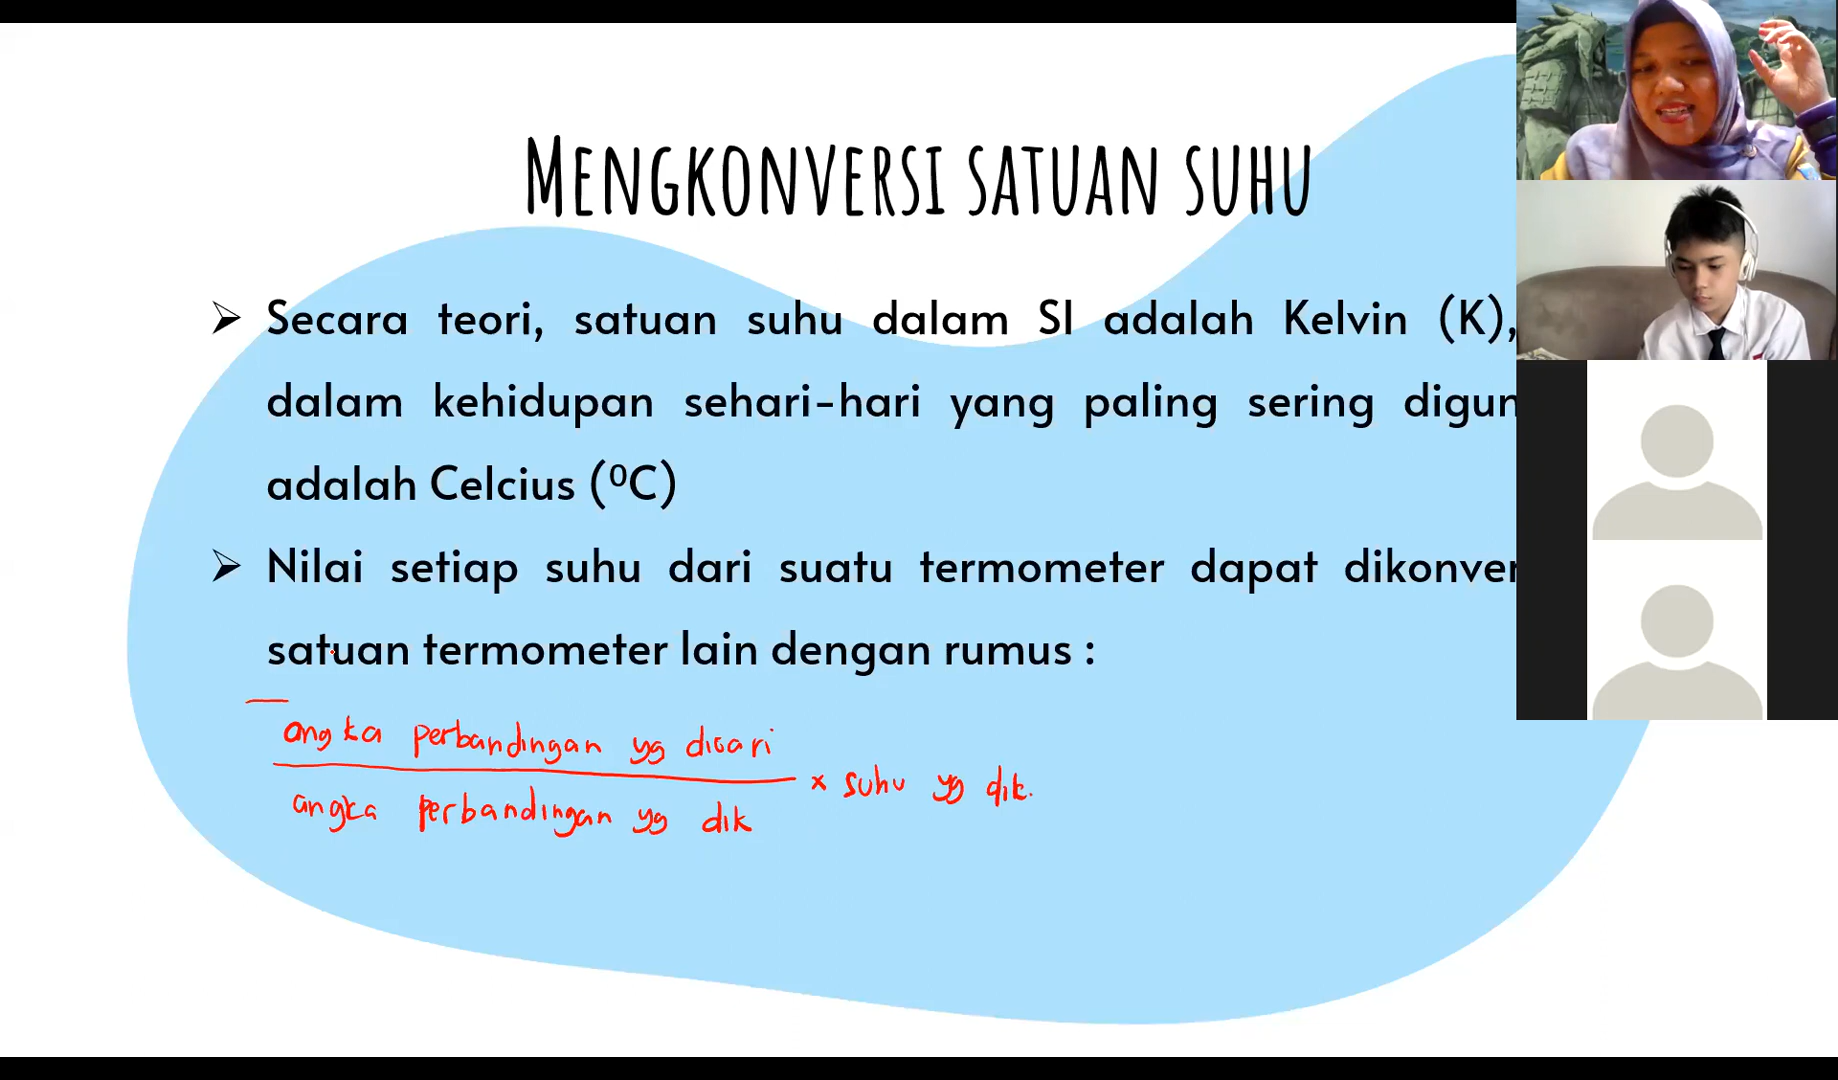 MENGKONVERSI SATUAN SUHU
➢ Secara teori, satuan suhu dalam SI adalah Kelvin (K),
dalam kehidupan sehari-hari yang paling sering digun
adalah Celcius (⁰C)
➢ Nilai setiap suhu dari suatu termometer dapat dikonver
satuan termometer lain dengan rumus :
angka perbandingan yg dicari
angka perbandingan yg dik
x suhu yg dik.